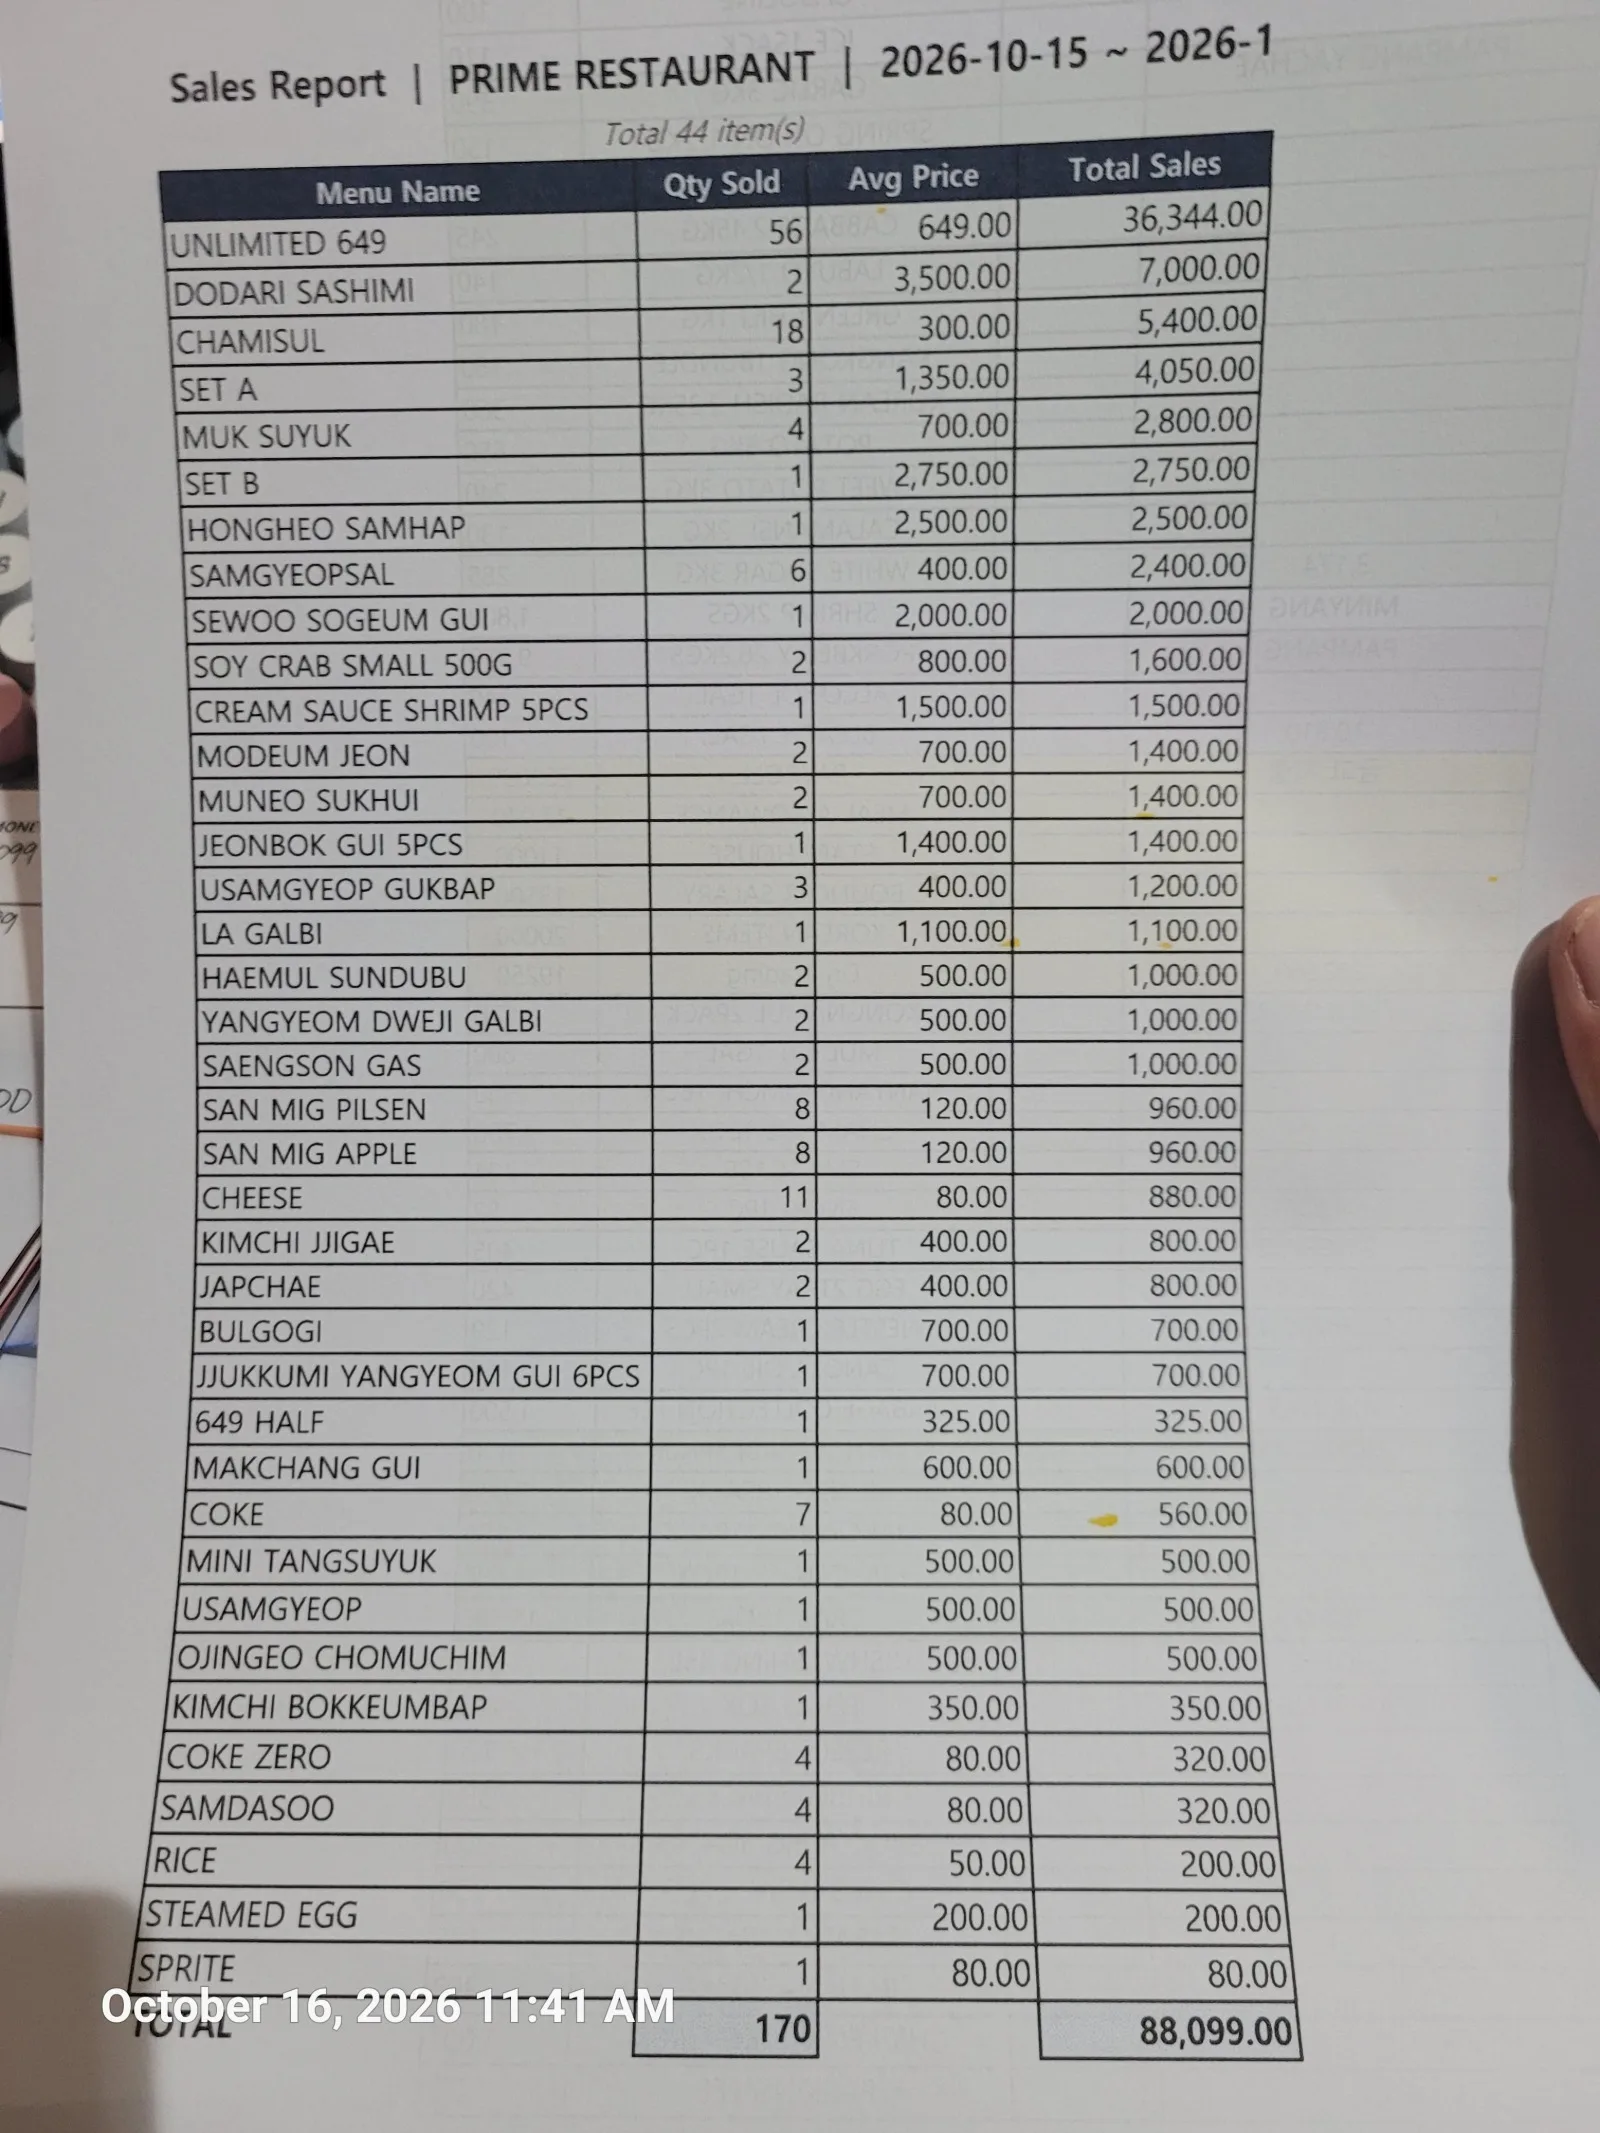 Sales Report | PRIME RESTAURANT | 2026-10-15 ~ 2026-1
Total 44 item(s)
Menu Name Qty Sold Avg Price Total Sales
UNLIMITED 649 56 649.00 36,344.00
DODARI SASHIMI 2 3,500.00 7,000.00
CHAMISUL 18 300.00 5,400.00
SET A 3 1,350.00 4,050.00
MUK SUYUK 4 700.00 2,800.00
SET B 1 2,750.00 2,750.00
HONGHEO SAMHAP 1 2,500.00 2,500.00
SAMGYEOPSAL 6 400.00 2,400.00
SEWOO SOGEUM GUI 1 2,000.00 2,000.00
SOY CRAB SMALL 500G 2 800.00 1,600.00
CREAM SAUCE SHRIMP 5PCS 1 1,500.00 1,500.00
MODEUM JEON 2 700.00 1,400.00
MUNEO SUKHUI 2 700.00 1,400.00
JEONBOK GUI 5PCS 1 1,400.00 1,400.00
USAMGYEOP GUKBAP 3 400.00 1,200.00
LA GALBI 1 1,100.00 1,100.00
HAEMUL SUNDUBU 2 500.00 1,000.00
YANGYEOM DWEJI GALBI 2 500.00 1,000.00
SAENGSON GAS 2 500.00 1,000.00
SAN MIG PILSEN 8 120.00 960.00
SAN MIG APPLE 8 120.00 960.00
CHEESE 11 80.00 880.00
KIMCHI JJIGAE 2 400.00 800.00
JAPCHAE 2 400.00 800.00
BULGOGI 1 700.00 700.00
JJUKKUMI YANGYEOM GUI 6PCS 1 700.00 700.00
649 HALF 1 325.00 325.00
MAKCHANG GUI 1 600.00 600.00
COKE 7 80.00 560.00
MINI TANGSUYUK 1 500.00 500.00
USAMGYEOP 1 500.00 500.00
OJINGEO CHOMUCHIM 1 500.00 500.00
KIMCHI BOKKEUMBAP 1 350.00 350.00
COKE ZERO 4 80.00 320.00
SAMDASOO 4 80.00 320.00
RICE 4 50.00 200.00
STEAMED EGG 1 200.00 200.00
SPRITE 1 80.00 80.00
October 16, 2026 11:41 AM
TOTAL 170 88,099.00